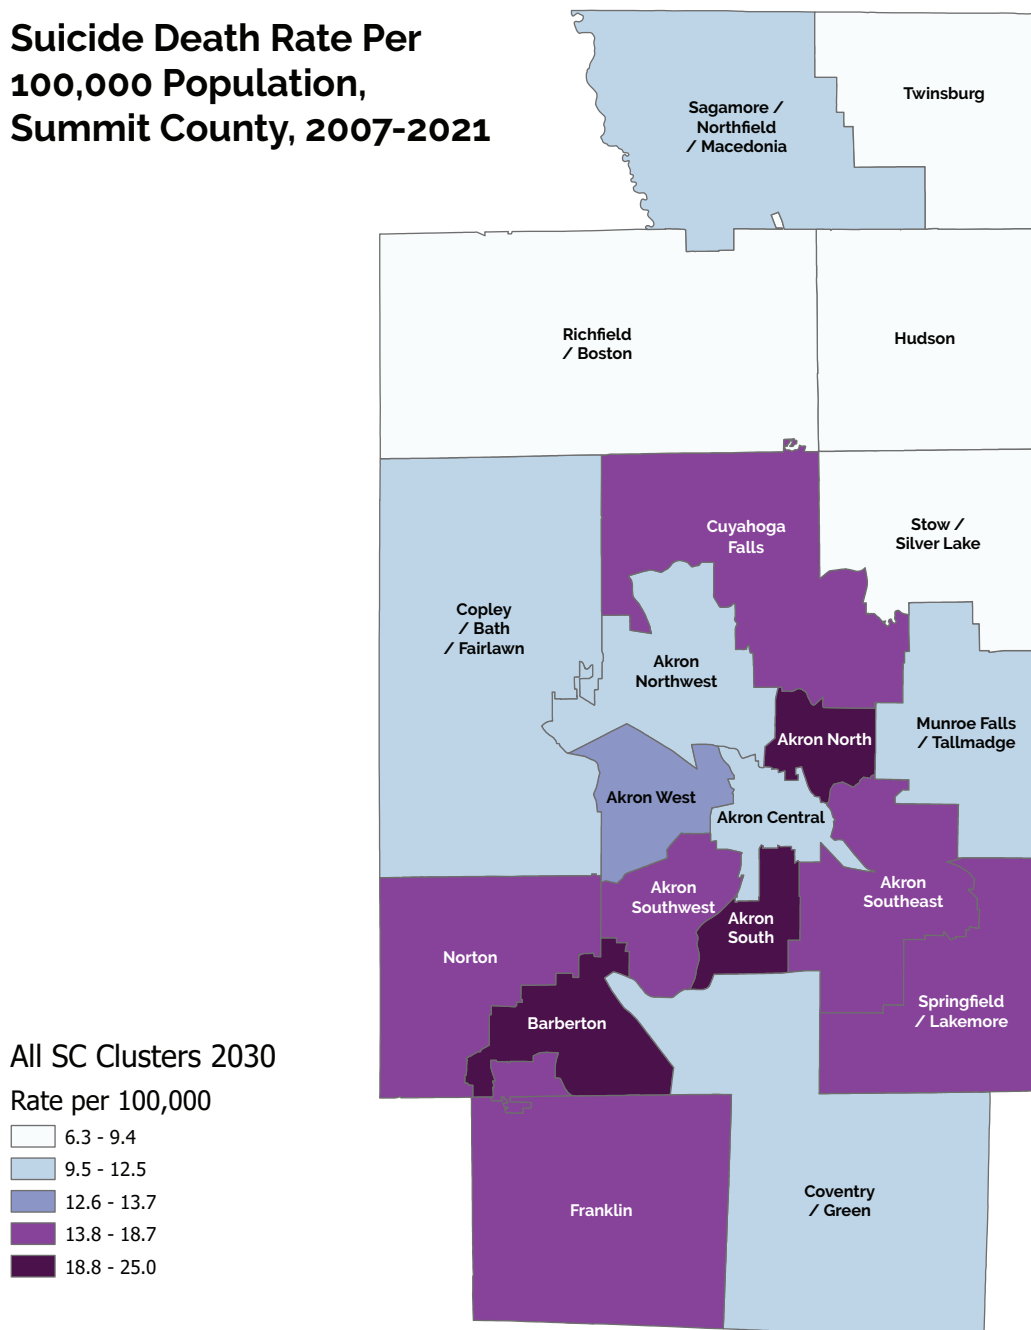 Suicide Death Rate Per
100,000 Population,
Summit County, 2007-2021
Twinsburg
Sagamore /
Northfield
/ Macedonia
Richfield
/ Boston
Hudson
Cuyahoga
Falls
Stow /
Silver Lake
Copley
/ Bath
/ Fairlawn
Akron
Northwest
Munroe Falls
/ Tallmadge
Akron North
Akron West
Akron Central
Akron
Southwest
Akron
Southeast
Akron
South
Norton
Springfield
/ Lakemore
Barberton
Franklin
Coventry
/ Green
All SC Clusters 2030
Rate per 100,000
6.3 - 9.4
9.5 - 12.5
12.6 - 13.7
13.8 - 18.7
18.8 - 25.0